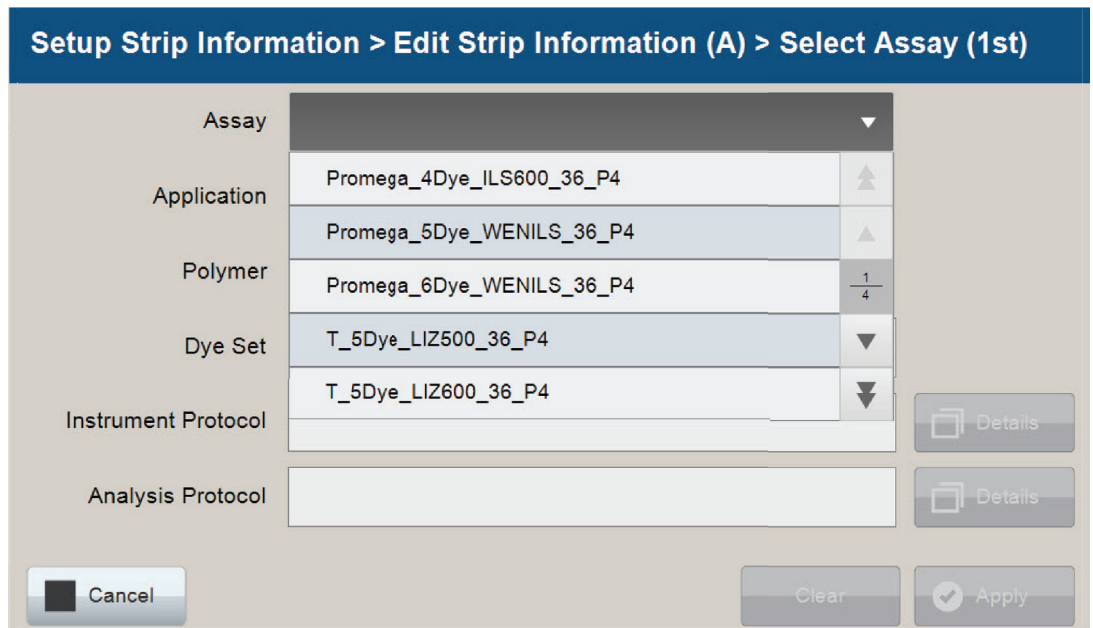 Setup Strip Information > Edit Strip Information (A) > Select Assay (1st)
Assay
Promega_4Dye_ILS600_36_P4
Application
Promega_5Dye_WENILS_36_P4
Polymer
Promega_6Dye_WENILS_36_P4
1
4
Dye Set
T_5Dye_LIZ500_36_P4
T_5Dye_LIZ600_36_P4
Instrument Protocol
Details
Analysis Protocol
Details
Cancel
Clear
Apply